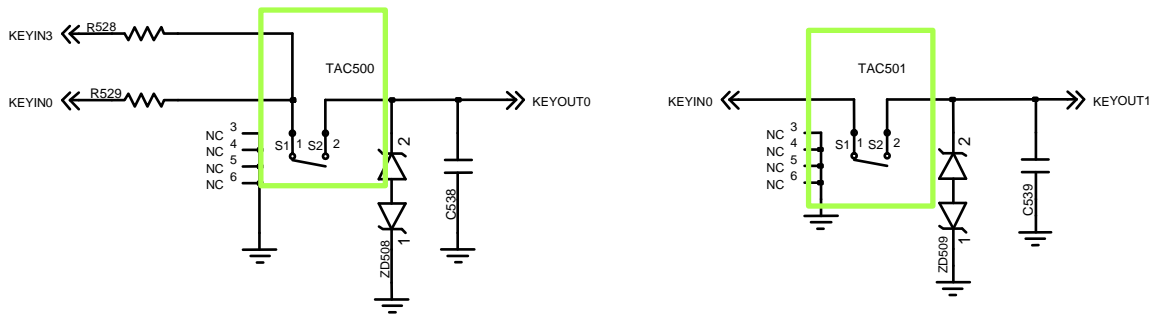 KEYIN3
R528
KEYIN0
R529
TAC500
KEYOUT0
NC 3
NC 4
NC 5
NC 6
S1 1 S2 2
2
1
ZD508
C538
KEYIN0
TAC501
KEYOUT1
NC 3
NC 4
NC 5
NC 6
S1 1 S2 2
2
1
ZD509
C539